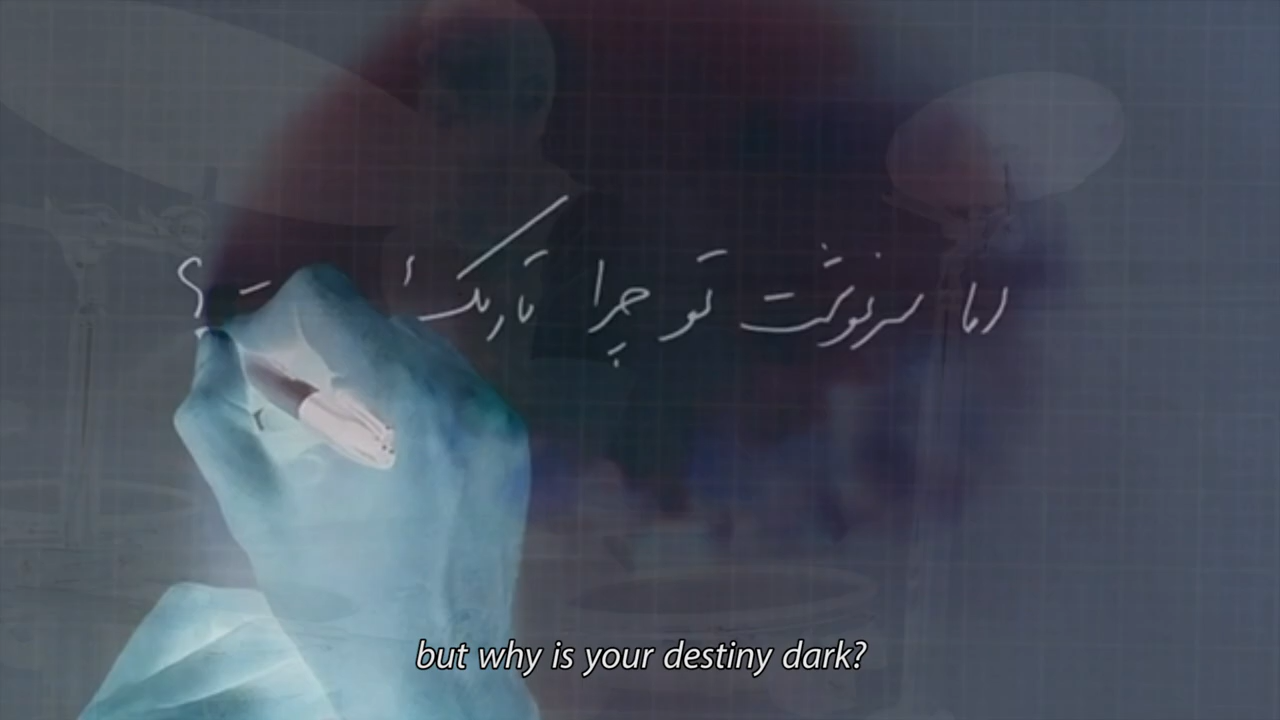 اما سرنوشت تو چرا تاریک ؟
but why is your destiny dark?